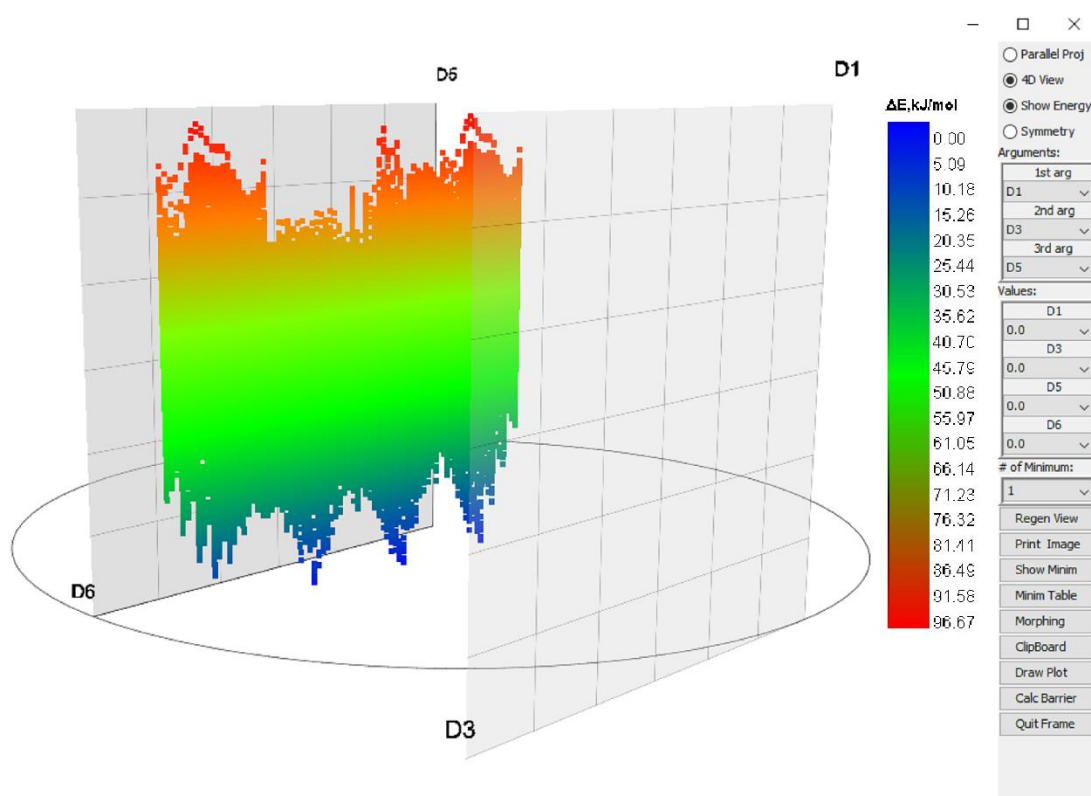 D5
D1
ΔE,kJ/mol
0.00
5.09
10.18
15.26
20.35
25.44
30.53
35.62
40.70
45.79
50.88
55.97
61.05
66.14
71.23
76.32
81.41
86.49
91.58
96.67
D6
D3
Parallel Proj
4D View
Show Energy
Symmetry
Arguments:
1st arg
D1
2nd arg
D3
3rd arg
D5
Values:
D1
0.0
D3
0.0
D5
0.0
D6
0.0
# of Minimum:
1
Regen View
Print Image
Show Minim
Minim Table
Morphing
ClipBoard
Draw Plot
Calc Barrier
Quit Frame